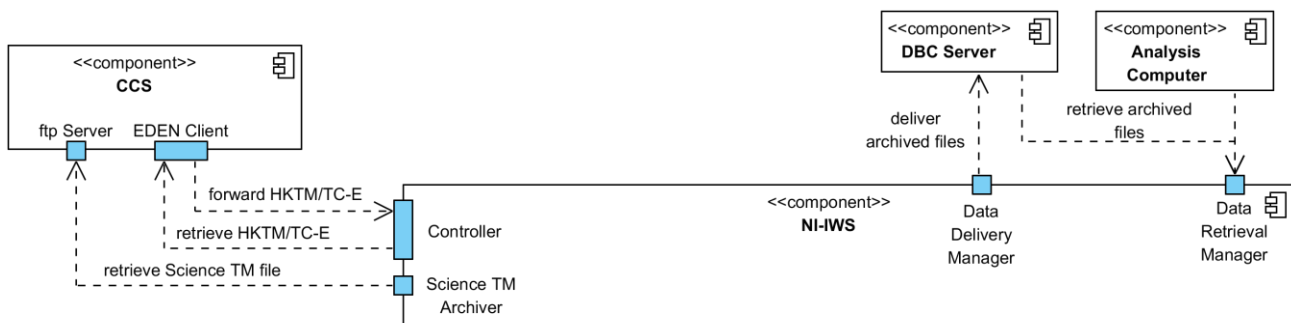 <<component>>
CCS
ftp Server
EDEN Client
forward HKTM/TC-E
retrieve HKTM/TC-E
retrieve Science TM file
<<component>>
DBC Server
<<component>>
Analysis
Computer
deliver
archived files
retrieve archived
files
<<component>>
NI-IWS
Controller
Science TM
Archiver
Data
Delivery
Manager
Data
Retrieval
Manager